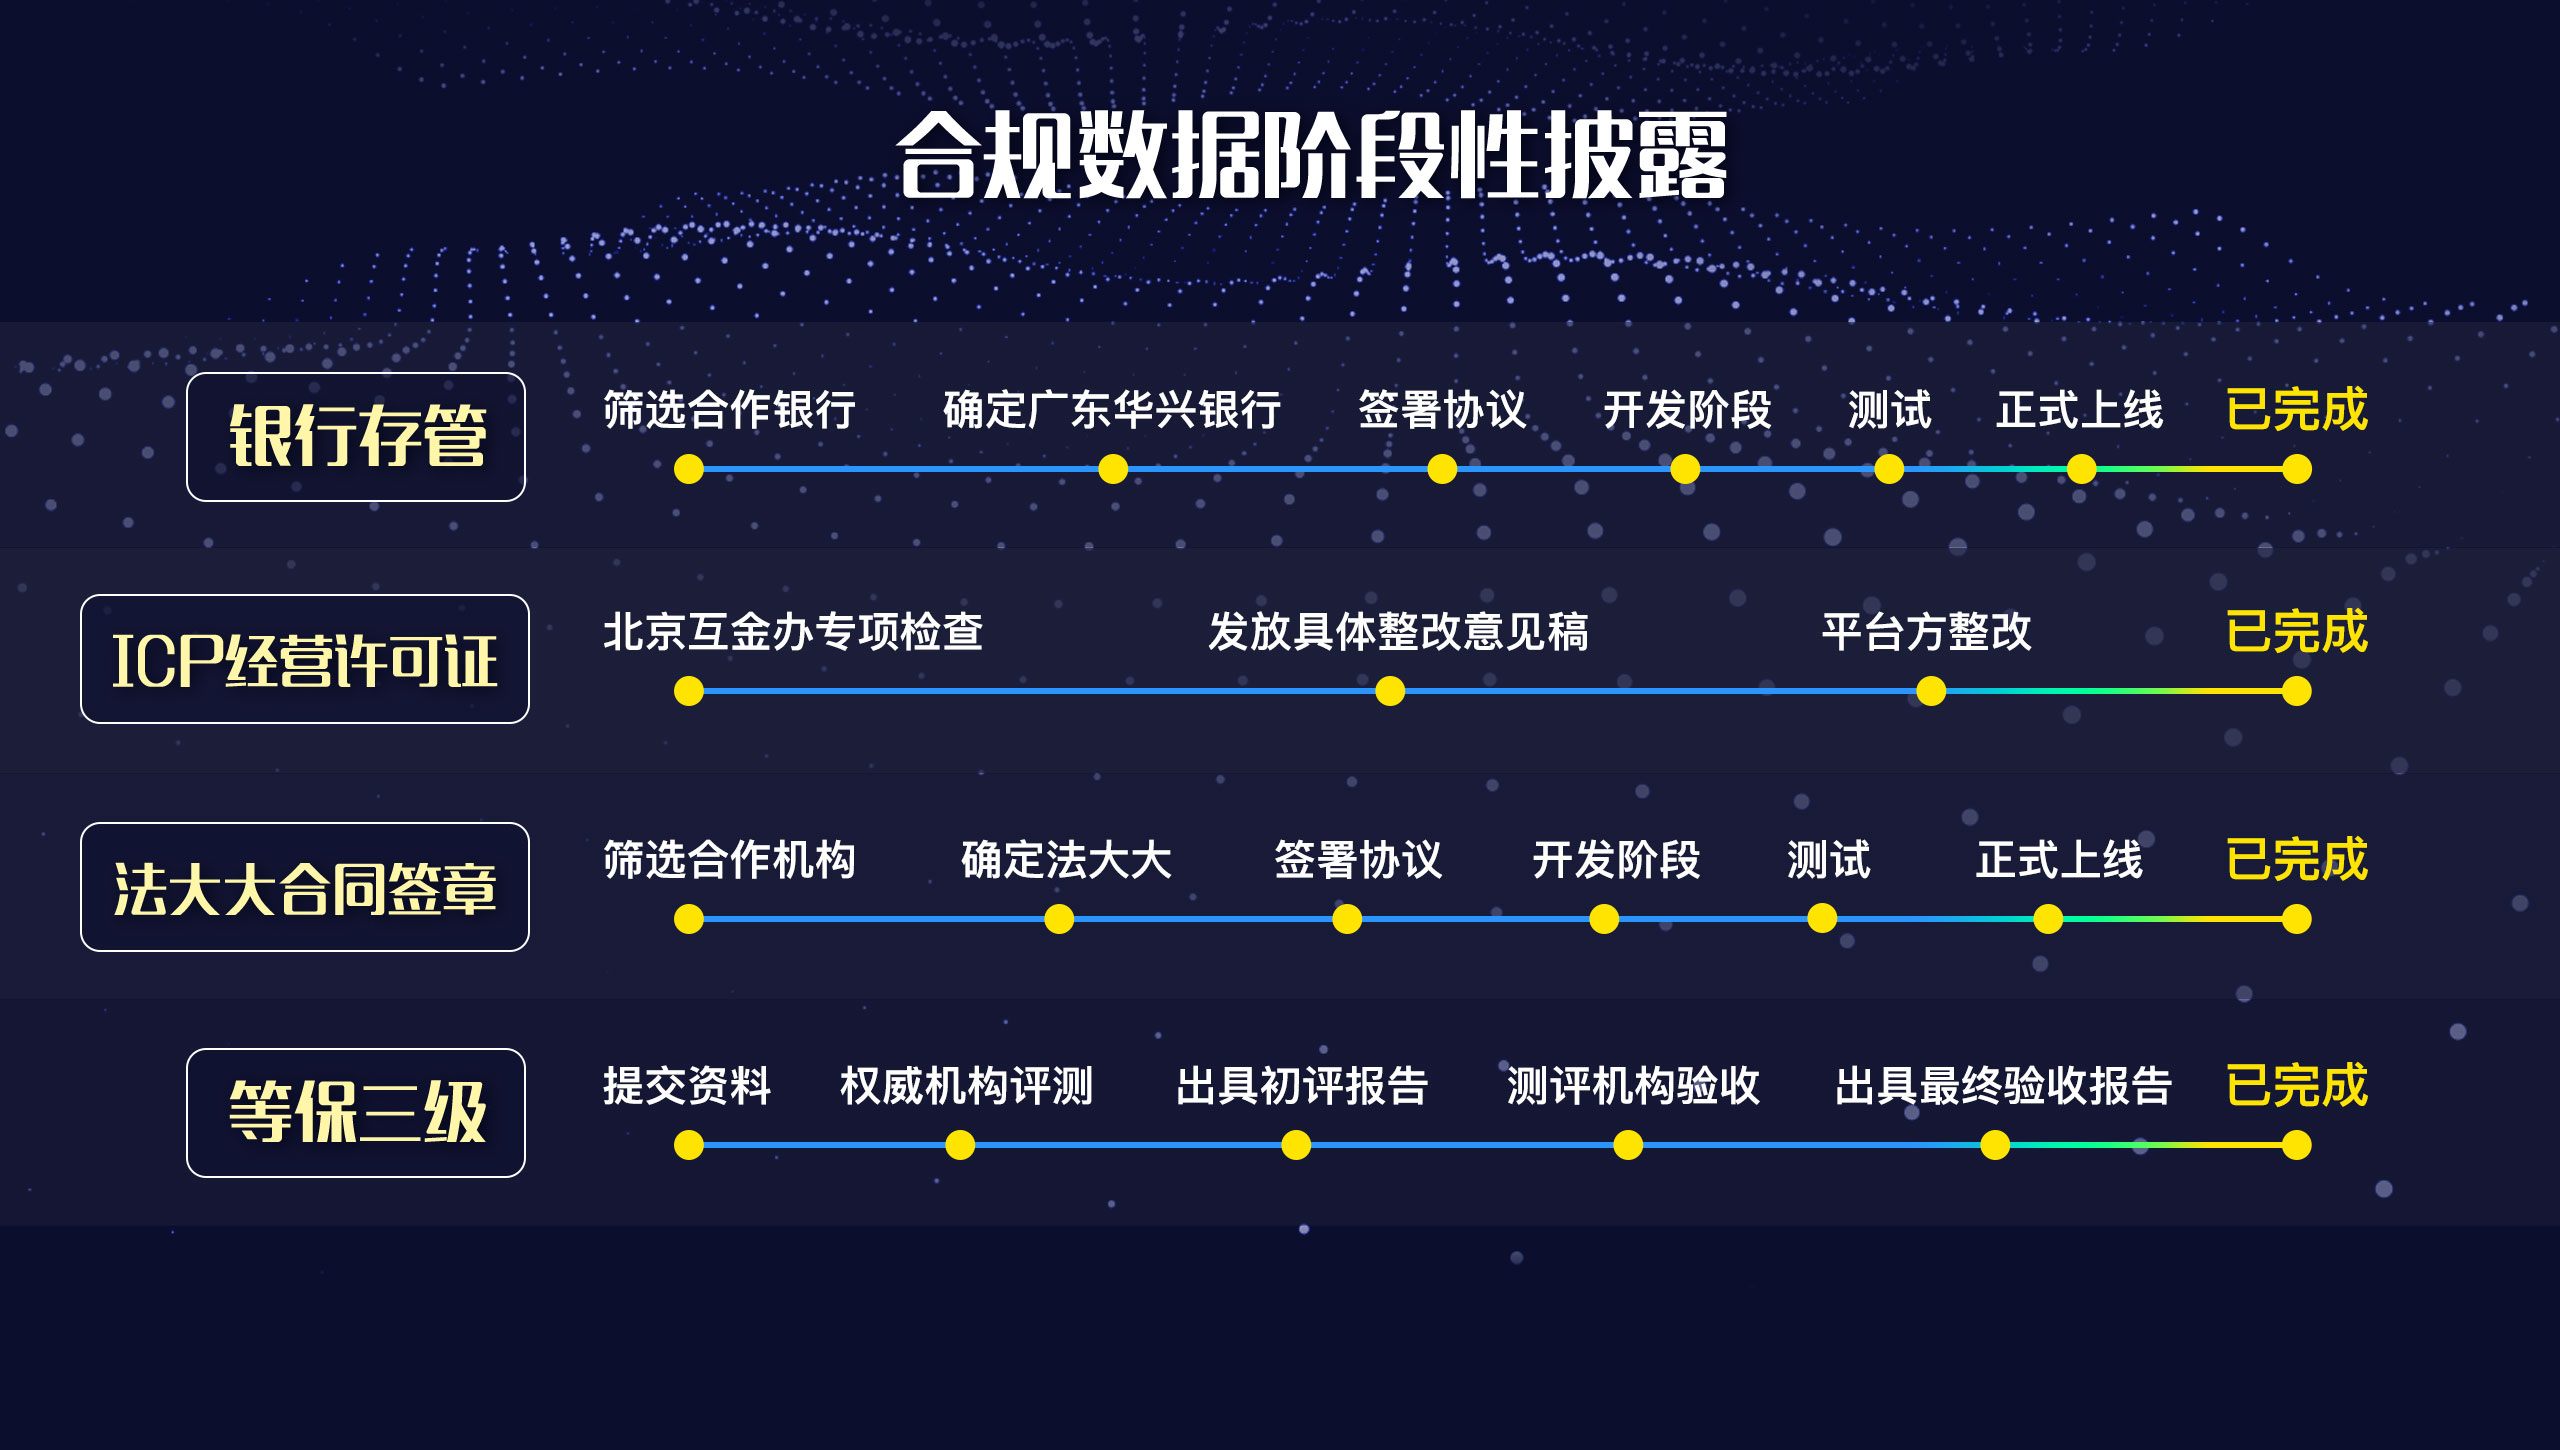 合规数据阶段性披露
银行存管
筛选合作银行 确定广东华兴银行 签署协议 开发阶段 测试 正式上线 已完成
ICP经营许可证
北京互金办专项检查 发放具体整改意见稿 平台方整改 已完成
法大大合同签章
筛选合作机构 确定法大大 签署协议 开发阶段 测试 正式上线 已完成
等保三级
提交资料 权威机构评测 出具初评报告 测评机构验收 出具最终验收报告 已完成